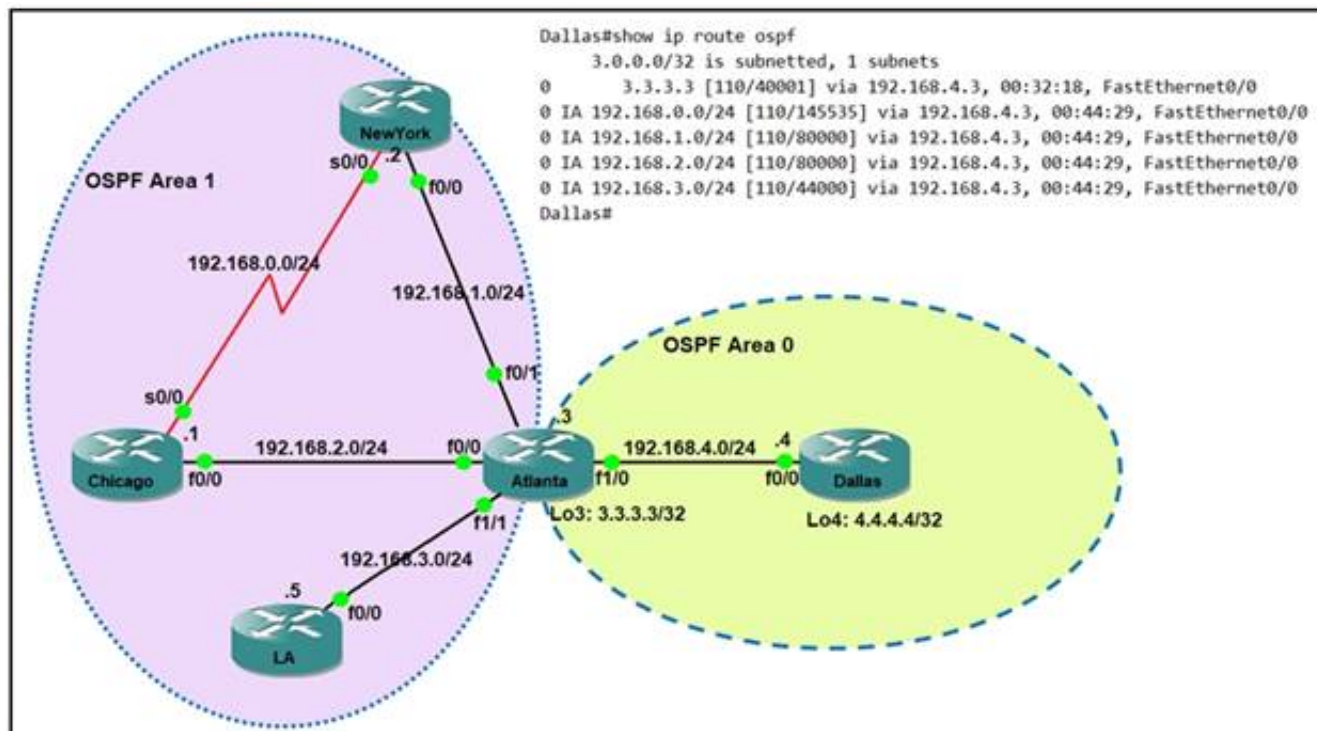 Dallas#show ip route ospf
3.0.0.0/32 is subnetted, 1 subnets
O 3.3.3.3 [110/40001] via 192.168.4.3, 00:32:18, FastEthernet0/0
O IA 192.168.0.0/24 [110/145535] via 192.168.4.3, 00:44:29, FastEthernet0/0
O IA 192.168.1.0/24 [110/80000] via 192.168.4.3, 00:44:29, FastEthernet0/0
O IA 192.168.2.0/24 [110/80000] via 192.168.4.3, 00:44:29, FastEthernet0/0
O IA 192.168.3.0/24 [110/44000] via 192.168.4.3, 00:44:29, FastEthernet0/0
Dallas#
NewYork
s0/0
.2
f0/0
OSPF Area 1
192.168.0.0/24
192.168.1.0/24
OSPF Area 0
f0/1
s0/0
.1
.3
192.168.2.0/24
f0/0
192.168.4.0/24
.4
Chicago
f0/0
Atlanta
f1/0
f0/0
Dallas
f1/1
Lo3: 3.3.3.3/32
Lo4: 4.4.4.4/32
192.168.3.0/24
.5
f0/0
LA